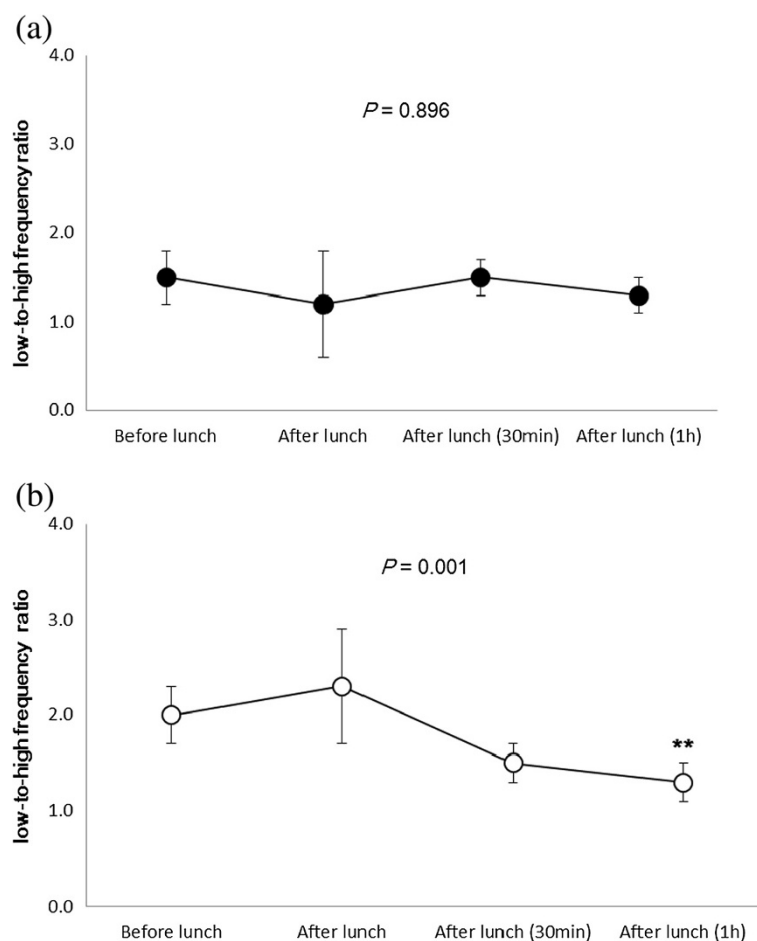 (a)
4.0
P = 0.896
3.0
2.0
1.0
0.0
low-to-high frequency ratio
Before lunch After lunch After lunch (30min) After lunch (1h)
(b)
4.0
P = 0.001
3.0
2.0
**
1.0
0.0
low-to-high frequency ratio
Before lunch After lunch After lunch (30min) After lunch (1h)